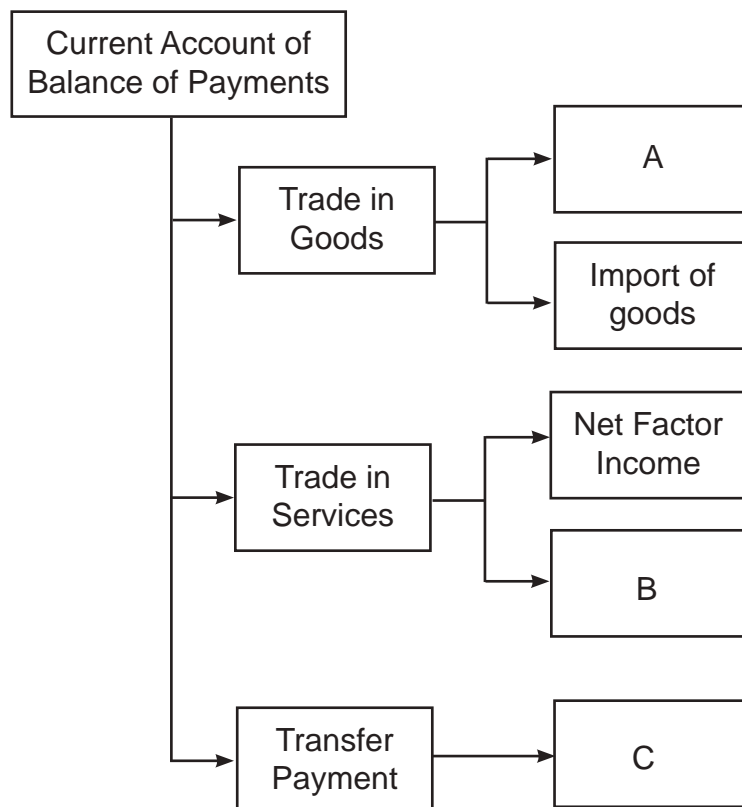 Current Account of
Balance of Payments
Trade in
Goods
A
Import of
goods
Trade in
Services
Net Factor
Income
B
Transfer
Payment
C